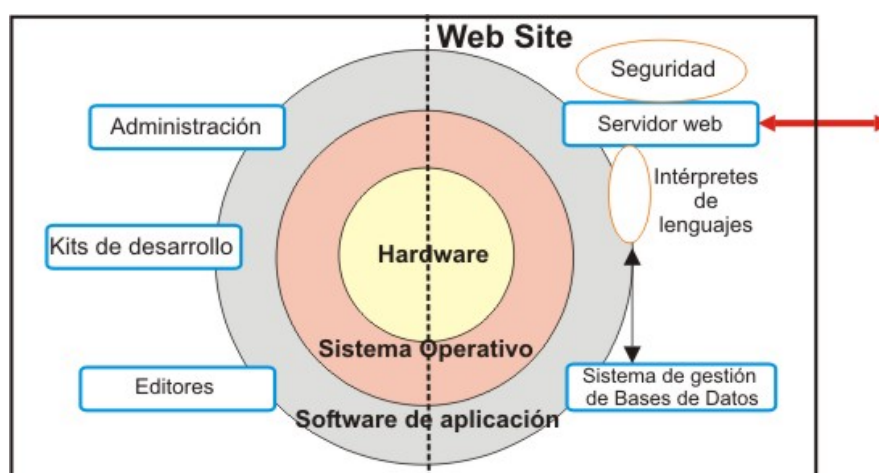 Web Site
Seguridad
Administración
Servidor web
Intérpretes
de
lenguajes
Kits de desarrollo
Hardware
Sistema Operativo
Editores
Sistema de gestión
de Bases de Datos
Software de aplicación